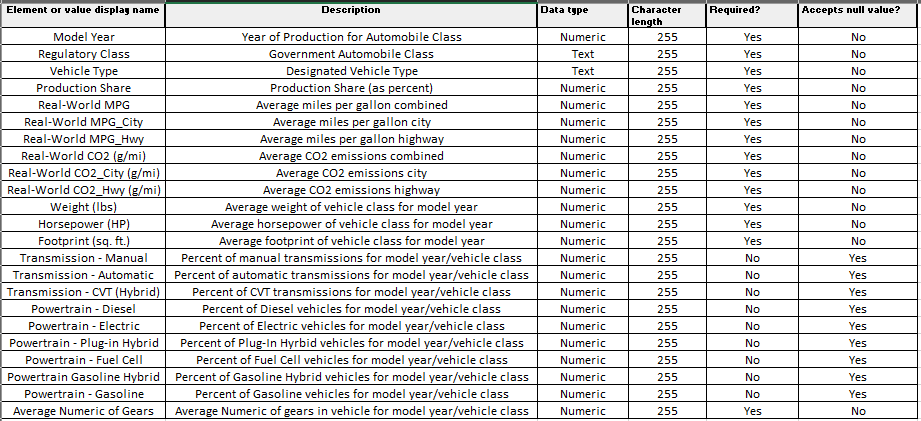 Element or value display name Description Data type Character length Required? Accepts null value?
Model Year Year of Production for Automobile Class Numeric 255 Yes No
Regulatory Class Government Automobile Class Text 255 Yes No
Vehicle Type Designated Vehicle Type Text 255 Yes No
Production Share Production Share (as percent) Numeric 255 Yes No
Real-World MPG Average miles per gallon combined Numeric 255 Yes No
Real-World MPG_City Average miles per gallon city Numeric 255 Yes No
Real-World MPG_Hwy Average miles per gallon highway Numeric 255 Yes No
Real-World CO2 (g/mi) Average CO2 emissions combined Numeric 255 Yes No
Real-World CO2_City (g/mi) Average CO2 emissions city Numeric 255 Yes No
Real-World CO2_Hwy (g/mi) Average CO2 emissions highway Numeric 255 Yes No
Weight (lbs) Average weight of vehicle class for model year Numeric 255 Yes No
Horsepower (HP) Average horsepower of vehicle class for model year Numeric 255 Yes No
Footprint (sq. ft.) Average footprint of vehicle class for model year Numeric 255 Yes No
Transmission - Manual Percent of manual transmissions for model year/vehicle class Numeric 255 No Yes
Transmission - Automatic Percent of automatic transmissions for model year/vehicle class Numeric 255 No Yes
Transmission - CVT (Hybrid) Percent of CVT transmissions for model year/vehicle class Numeric 255 No Yes
Powertrain - Diesel Percent of Diesel vehicles for model year/vehicle class Numeric 255 No Yes
Powertrain - Electric Percent of Electric vehicles for model year/vehicle class Numeric 255 No Yes
Powertrain - Plug-in Hybrid Percent of Plug-In Hyrbid vehicles for model year/vehicle class Numeric 255 No Yes
Powertrain - Fuel Cell Percent of Fuel Cell vehicles for model year/vehicle class Numeric 255 No Yes
Powertrain Gasoline Hybrid Percent of Gasoline Hybrid vehicles for model year/vehicle class Numeric 255 No Yes
Powertrain - Gasoline Percent of Gasoline vehicles for model year/vehicle class Numeric 255 No Yes
Average Numeric of Gears Average Numeric of gears in vehicle for model year/vehicle class Numeric 255 Yes No